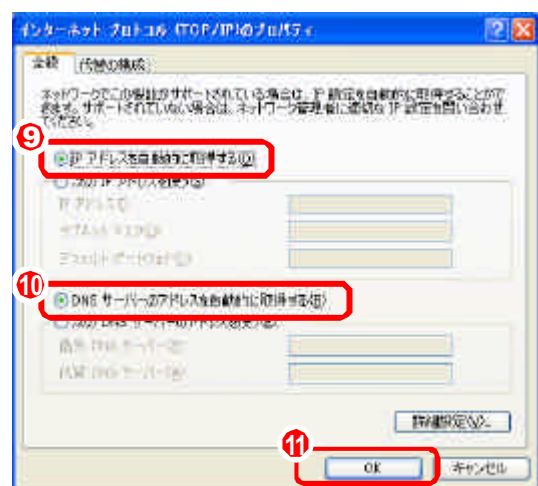 インターネット プロトコル (TCP/IP)のプロパティ
全般 代替の構成
ネットワークでこの機能がサポートされている場合は、IP 設定を自動的に取得することがで
きます。サポートされていない場合は、ネットワーク管理者に適切な IP 設定を問い合わせ
てください。
9
IP アドレスを自動的に取得する(O)
次の IP アドレスを使う(S)
IP アドレス(I)
サブネット マスク(U)
デフォルト ゲートウェイ(D)
10
DNS サーバーのアドレスを自動的に取得する(B)
次の DNS サーバーのアドレスを使う(E)
優先 DNS サーバー(P)
代替 DNS サーバー(A)
詳細設定(V)...
11
OK キャンセル